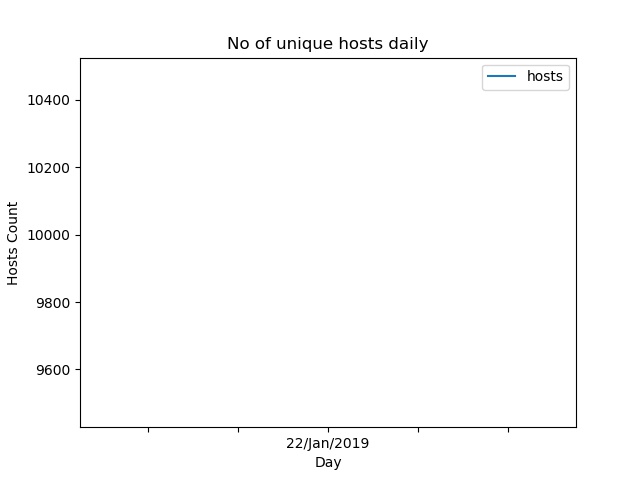 No of unique hosts daily
hosts
10400
10200
10000
9800
9600
Hosts Count
22/Jan/2019
Day